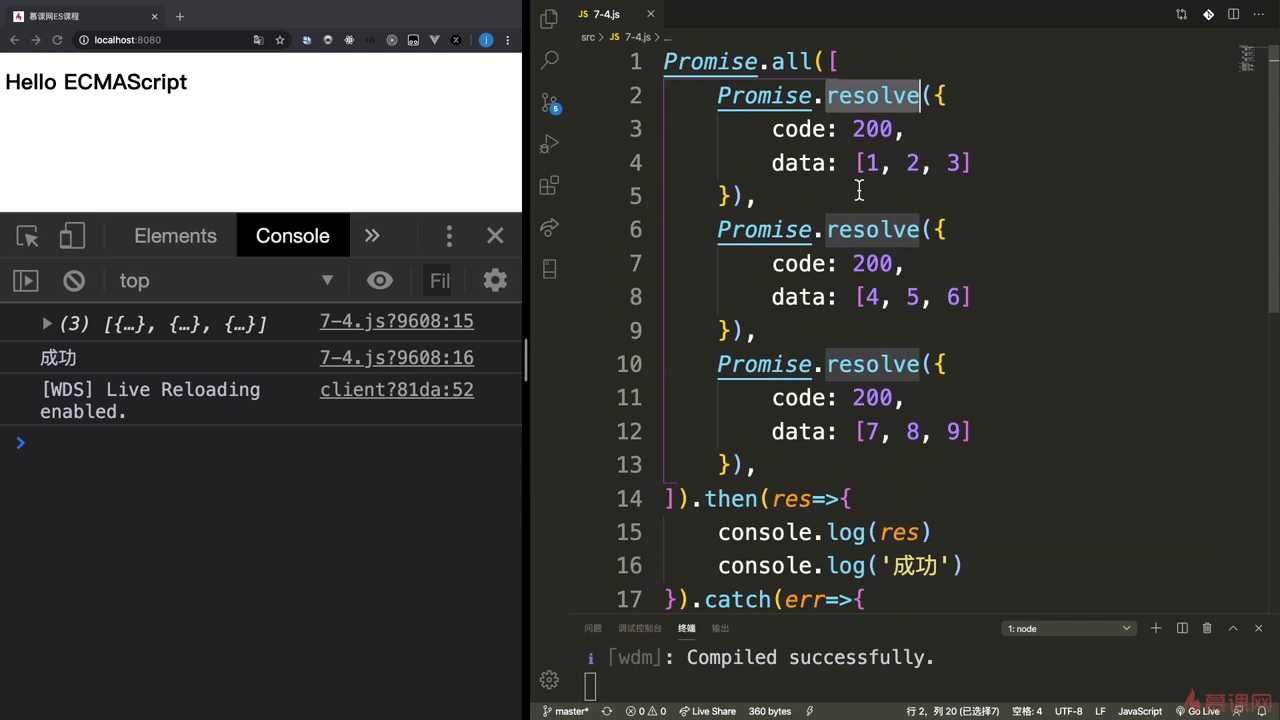 慕课网ES课程
localhost:8080
Hello ECMAScript
Elements
Console
top
Fil
(3) [{…}, {…}, {…}]
7-4.js?9608:15
成功
7-4.js?9608:16
[WDS] Live Reloading enabled.
client?81da:52
JS 7-4.js
src > JS 7-4.js > ...
1 Promise.all([
2 Promise.resolve({
3 code: 200,
4 data: [1, 2, 3]
5 }),
6 Promise.resolve({
7 code: 200,
8 data: [4, 5, 6]
9 }),
10 Promise.resolve({
11 code: 200,
12 data: [7, 8, 9]
13 }),
14 ]).then(res=>{
15 console.log(res)
16 console.log('成功')
17 }).catch(err=>{
5
问题 调试控制台 终端 输出
1: node
i ｢wdm｣: Compiled successfully.
master* 0 0 Live Share 360 bytes 行 2, 列 20 (已选择7) 空格: 4 UTF-8 LF JavaScript Go Live
慕课网